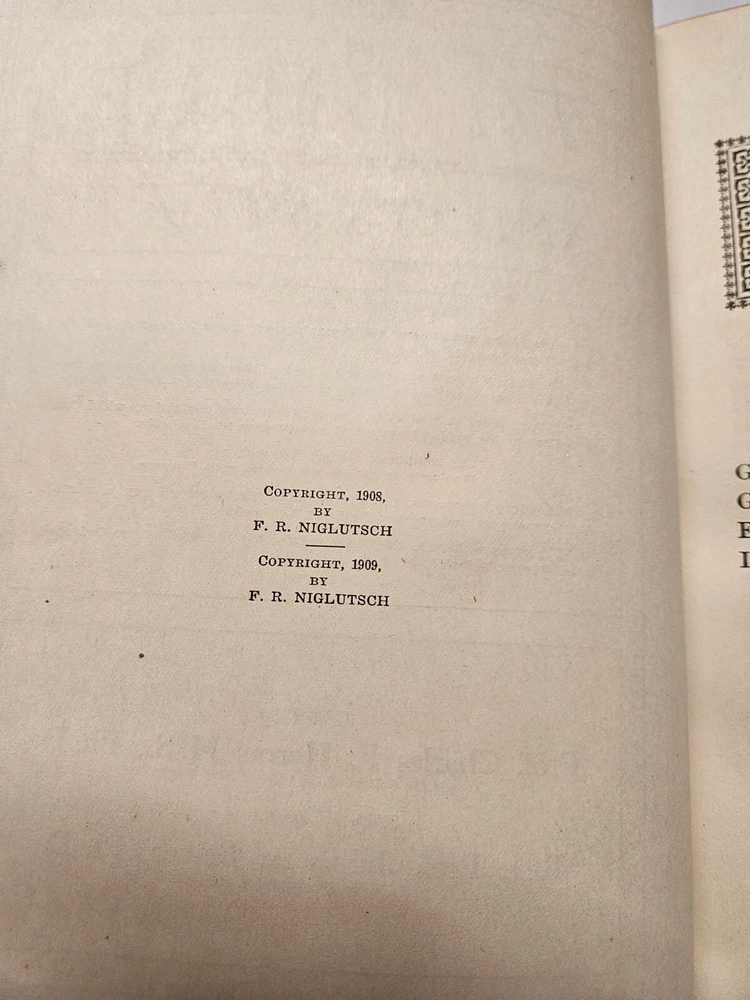 COPYRIGHT, 1908,
BY
F. R. NIGLUTSCH
COPYRIGHT, 1909,
BY
F. R. NIGLUTSCH
G
G
E
I